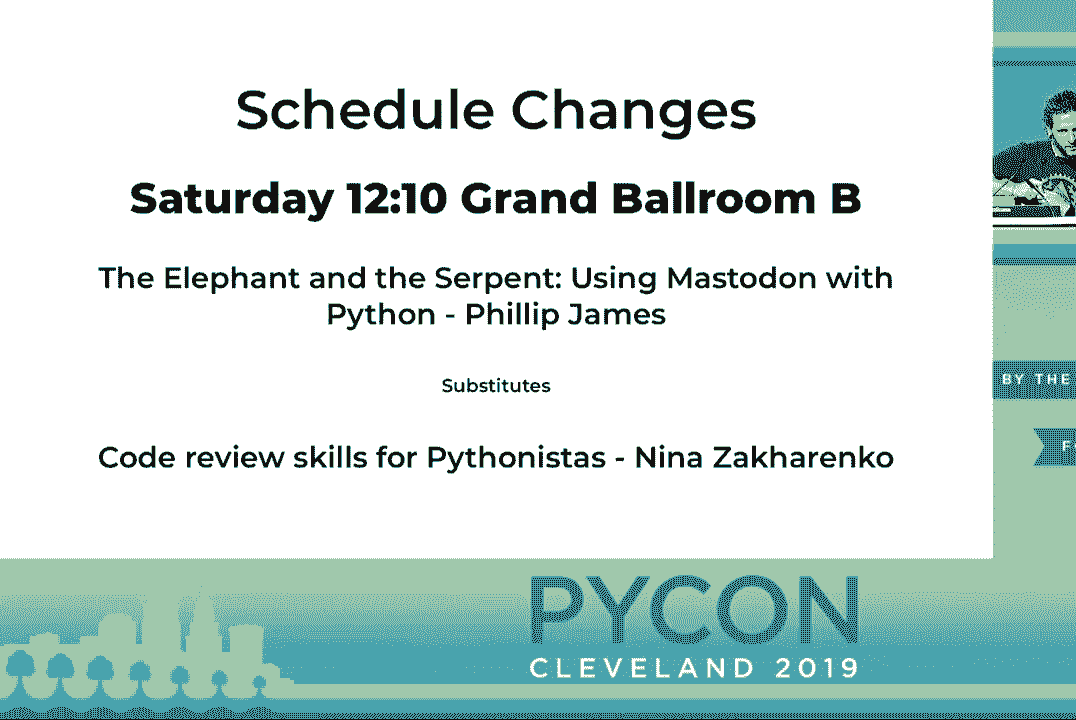 Schedule Changes
Saturday 12:10 Grand Ballroom B
The Elephant and the Serpent: Using Mastodon with
Python - Phillip James
Substitutes
Code review skills for Pythonistas - Nina Zakharenko
BY THE
PYCON
CLEVELAND 2019